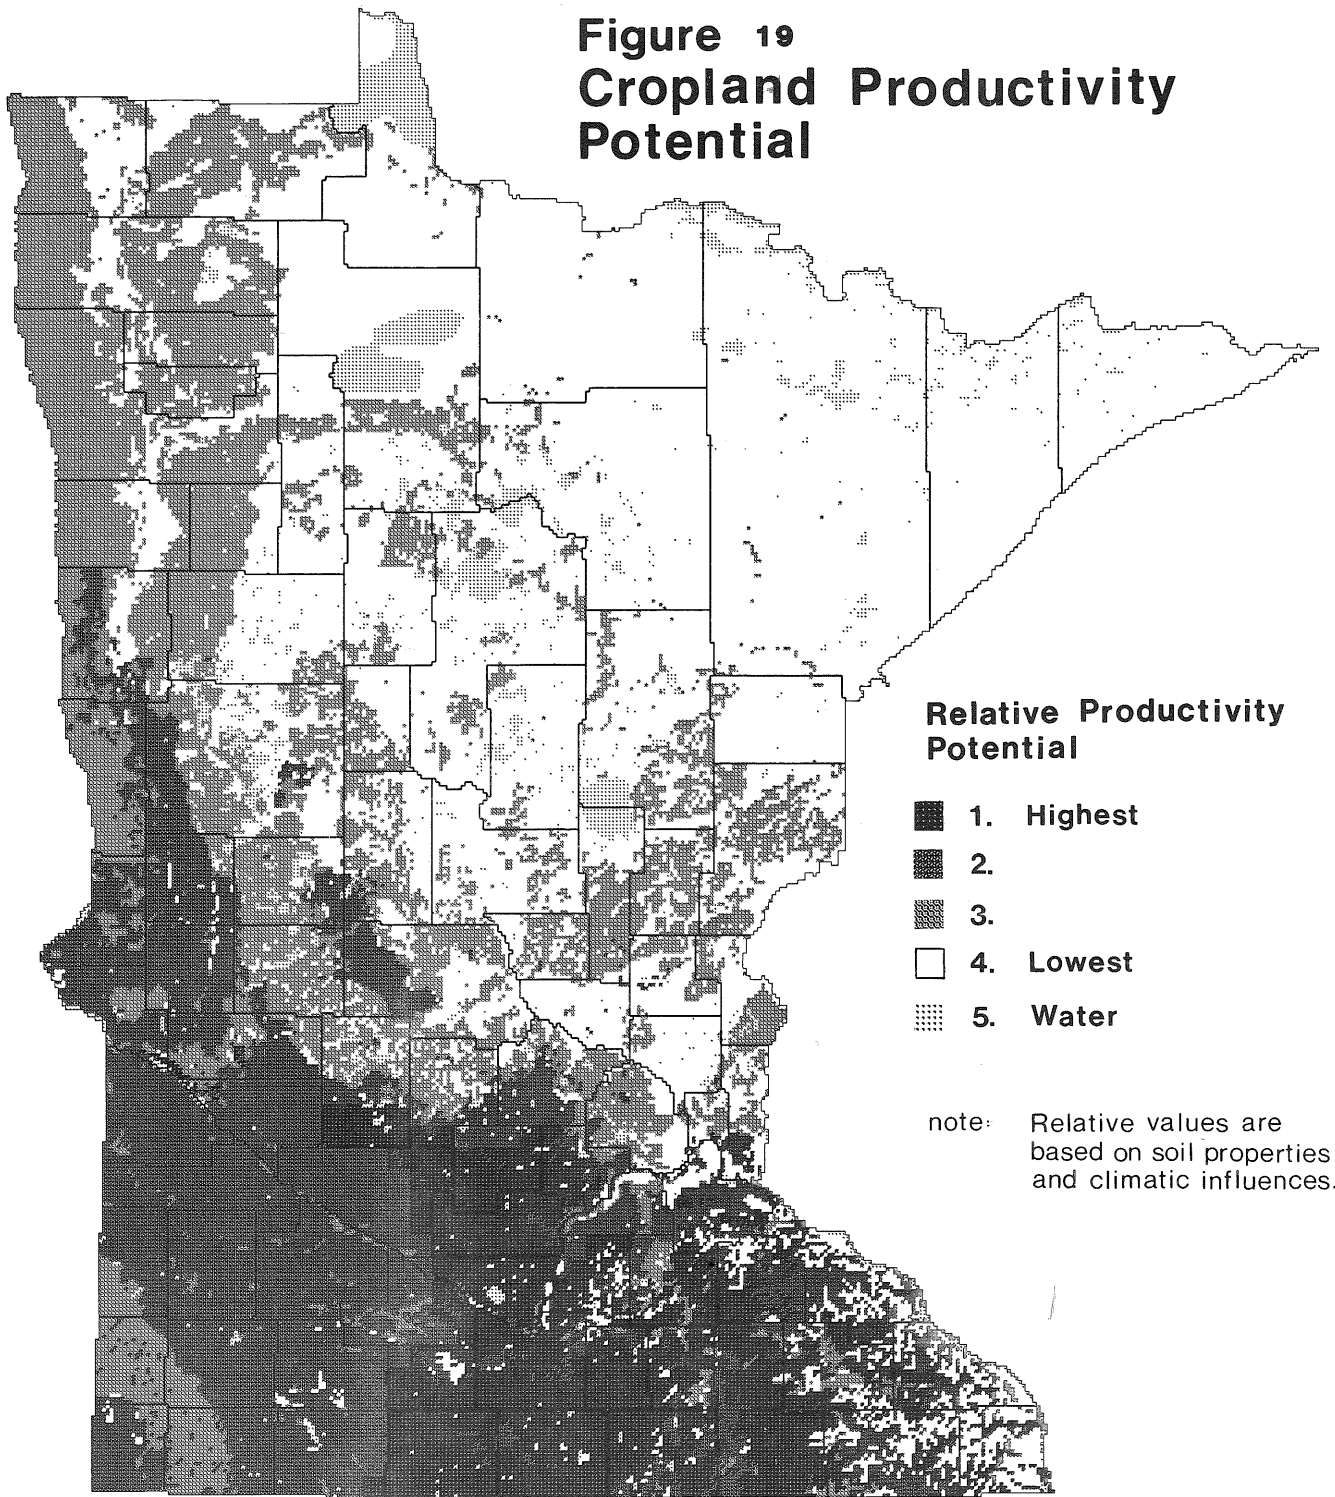 Figure 19
Cropland Productivity
Potential
Relative Productivity
Potential
1. Highest
2.
3.
4. Lowest
5. Water
note: Relative values are
based on soil properties
and climatic influences.